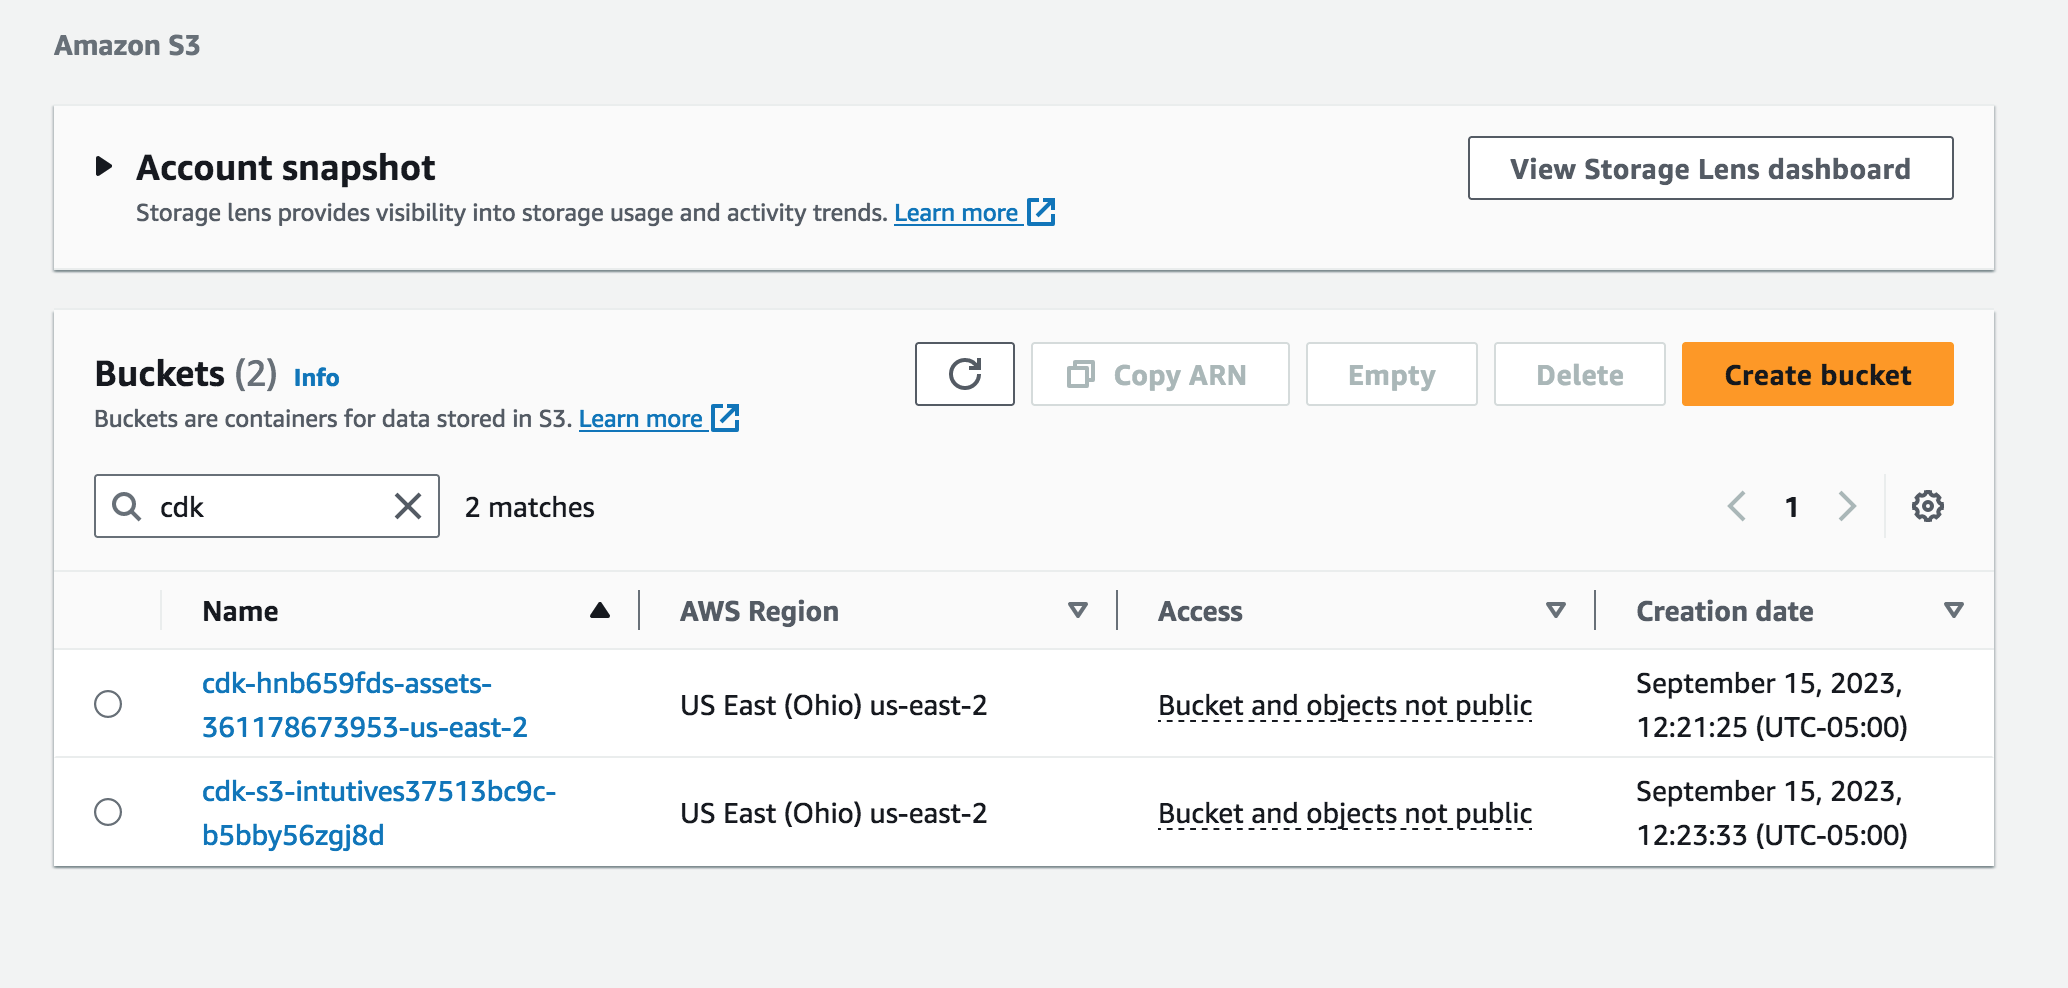 Amazon S3
Account snapshot
View Storage Lens dashboard
Storage lens provides visibility into storage usage and activity trends. Learn more
Buckets (2) Info
Copy ARN
Empty
Delete
Create bucket
Buckets are containers for data stored in S3. Learn more
cdk
2 matches
1
Name
AWS Region
Access
Creation date
cdk-hnb659fds-assets-
361178673953-us-east-2
US East (Ohio) us-east-2
Bucket and objects not public
September 15, 2023,
12:21:25 (UTC-05:00)
cdk-s3-intutives37513bc9c-
b5bby56zgj8d
US East (Ohio) us-east-2
Bucket and objects not public
September 15, 2023,
12:23:33 (UTC-05:00)